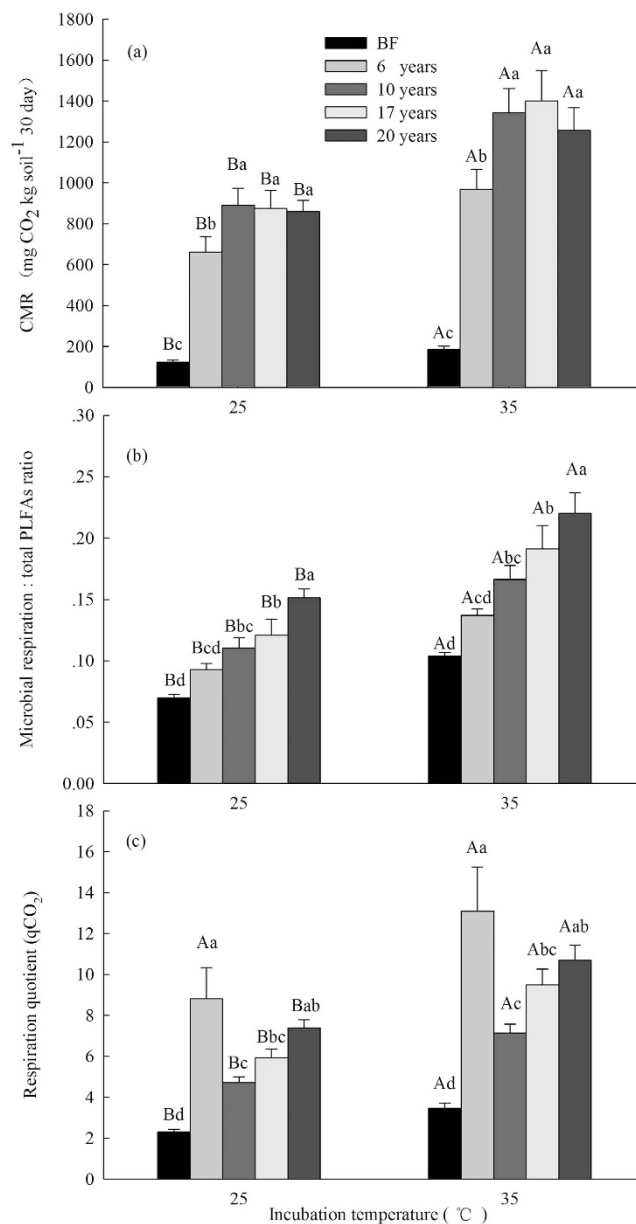 (a)
BF
6 years
10 years
17 years
20 years
CMR (mg CO₂ kg soil⁻¹ 30 day)
1800
1600
1400
1200
1000
800
600
400
200
0
Bc
Bb
Ba
Ba
Ba
Ac
Ab
Aa
Aa
Aa
25
35
(b)
Microbial respiration : total PLFAs ratio
.30
.25
.20
.15
.10
.05
0.00
Bd
Bcd
Bbc
Bb
Ba
Ad
Acd
Abc
Ab
Aa
25
35
(c)
Respiration quotient (qCO₂)
18
16
14
12
10
8
6
4
2
0
Bd
Aa
Bc
Bbc
Bab
Ad
Aa
Ac
Abc
Aab
25
35
Incubation temperature ( ℃ )